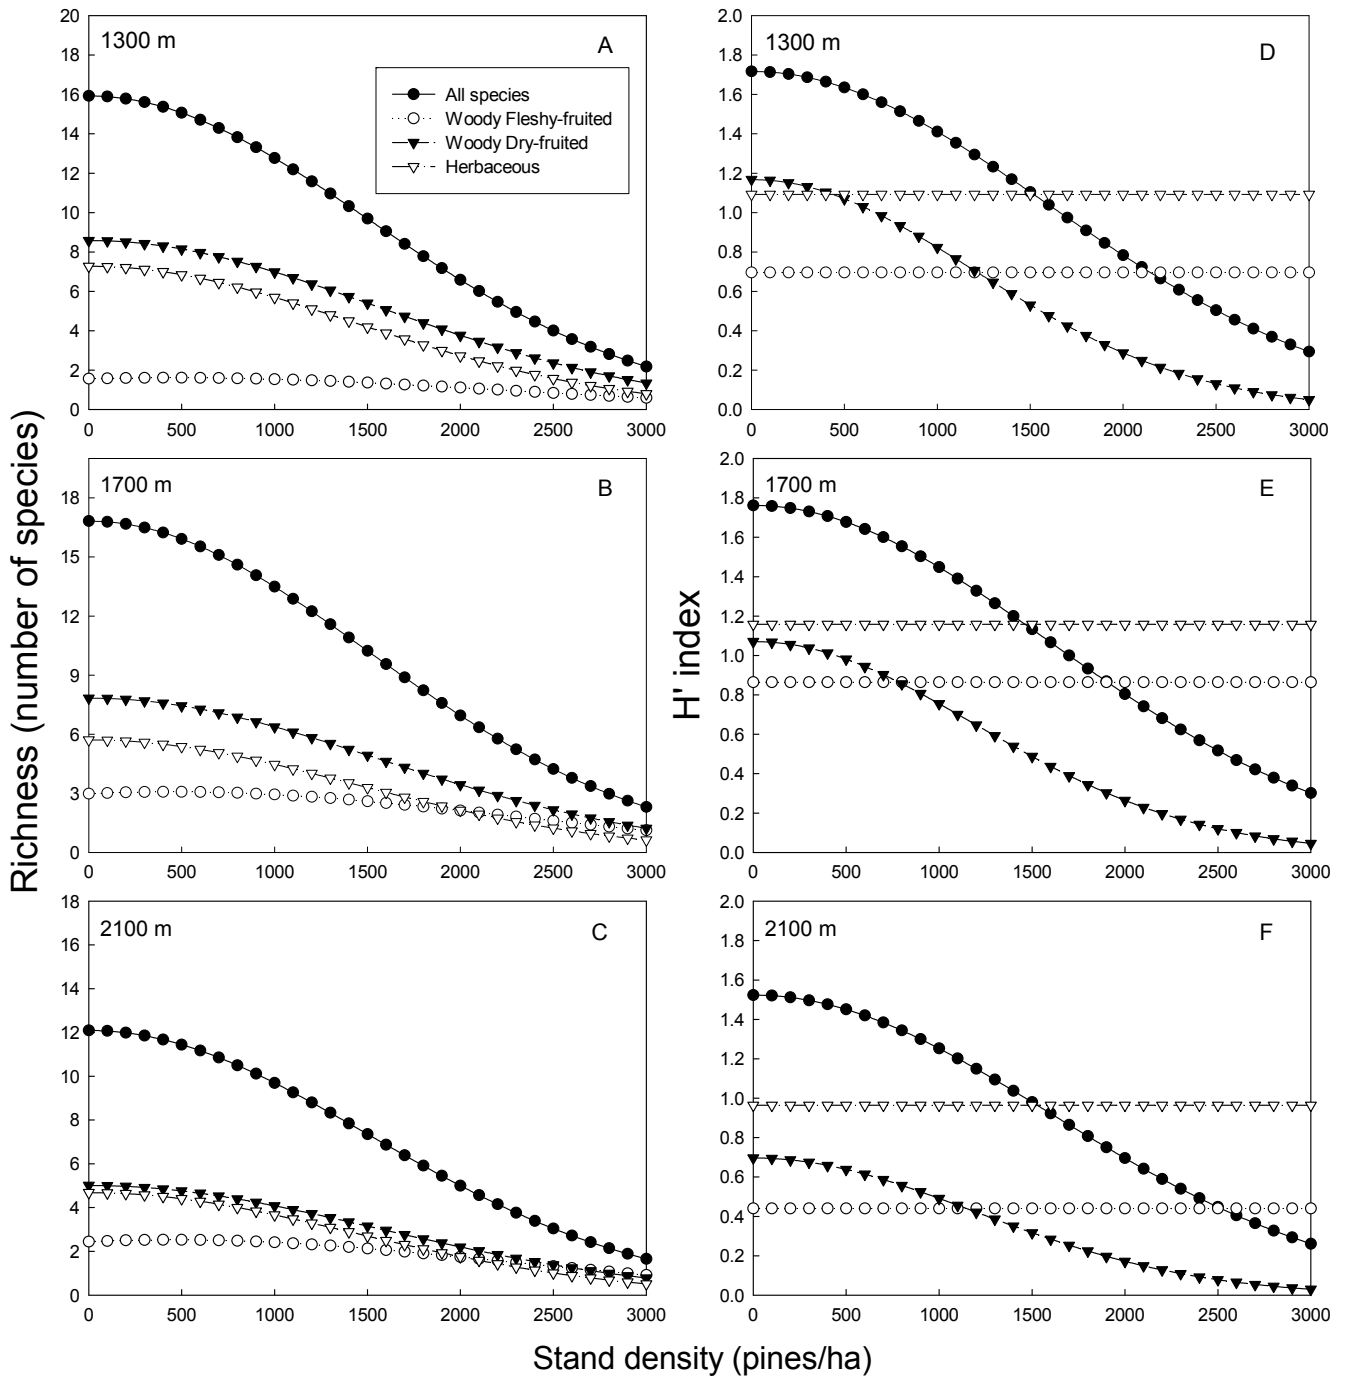 Richness (number of species)
1300 m
A
20
18
16
14
12
10
8
6
4
2
0
All species
Woody Fleshy-fruited
Woody Dry-fruited
Herbaceous
0 500 1000 1500 2000 2500 3000
1700 m
B
18
15
12
9
6
3
0
0 500 1000 1500 2000 2500 3000
2100 m
C
18
16
14
12
10
8
6
4
2
0
0 500 1000 1500 2000 2500 3000
H' index
1300 m
D
2.0
1.8
1.6
1.4
1.2
1.0
0.8
0.6
0.4
0.2
0.0
0 500 1000 1500 2000 2500 3000
1700 m
E
2.0
1.8
1.6
1.4
1.2
1.0
0.8
0.6
0.4
0.2
0.0
0 500 1000 1500 2000 2500 3000
2100 m
F
2.0
1.8
1.6
1.4
1.2
1.0
0.8
0.6
0.4
0.2
0.0
0 500 1000 1500 2000 2500 3000
Stand density (pines/ha)